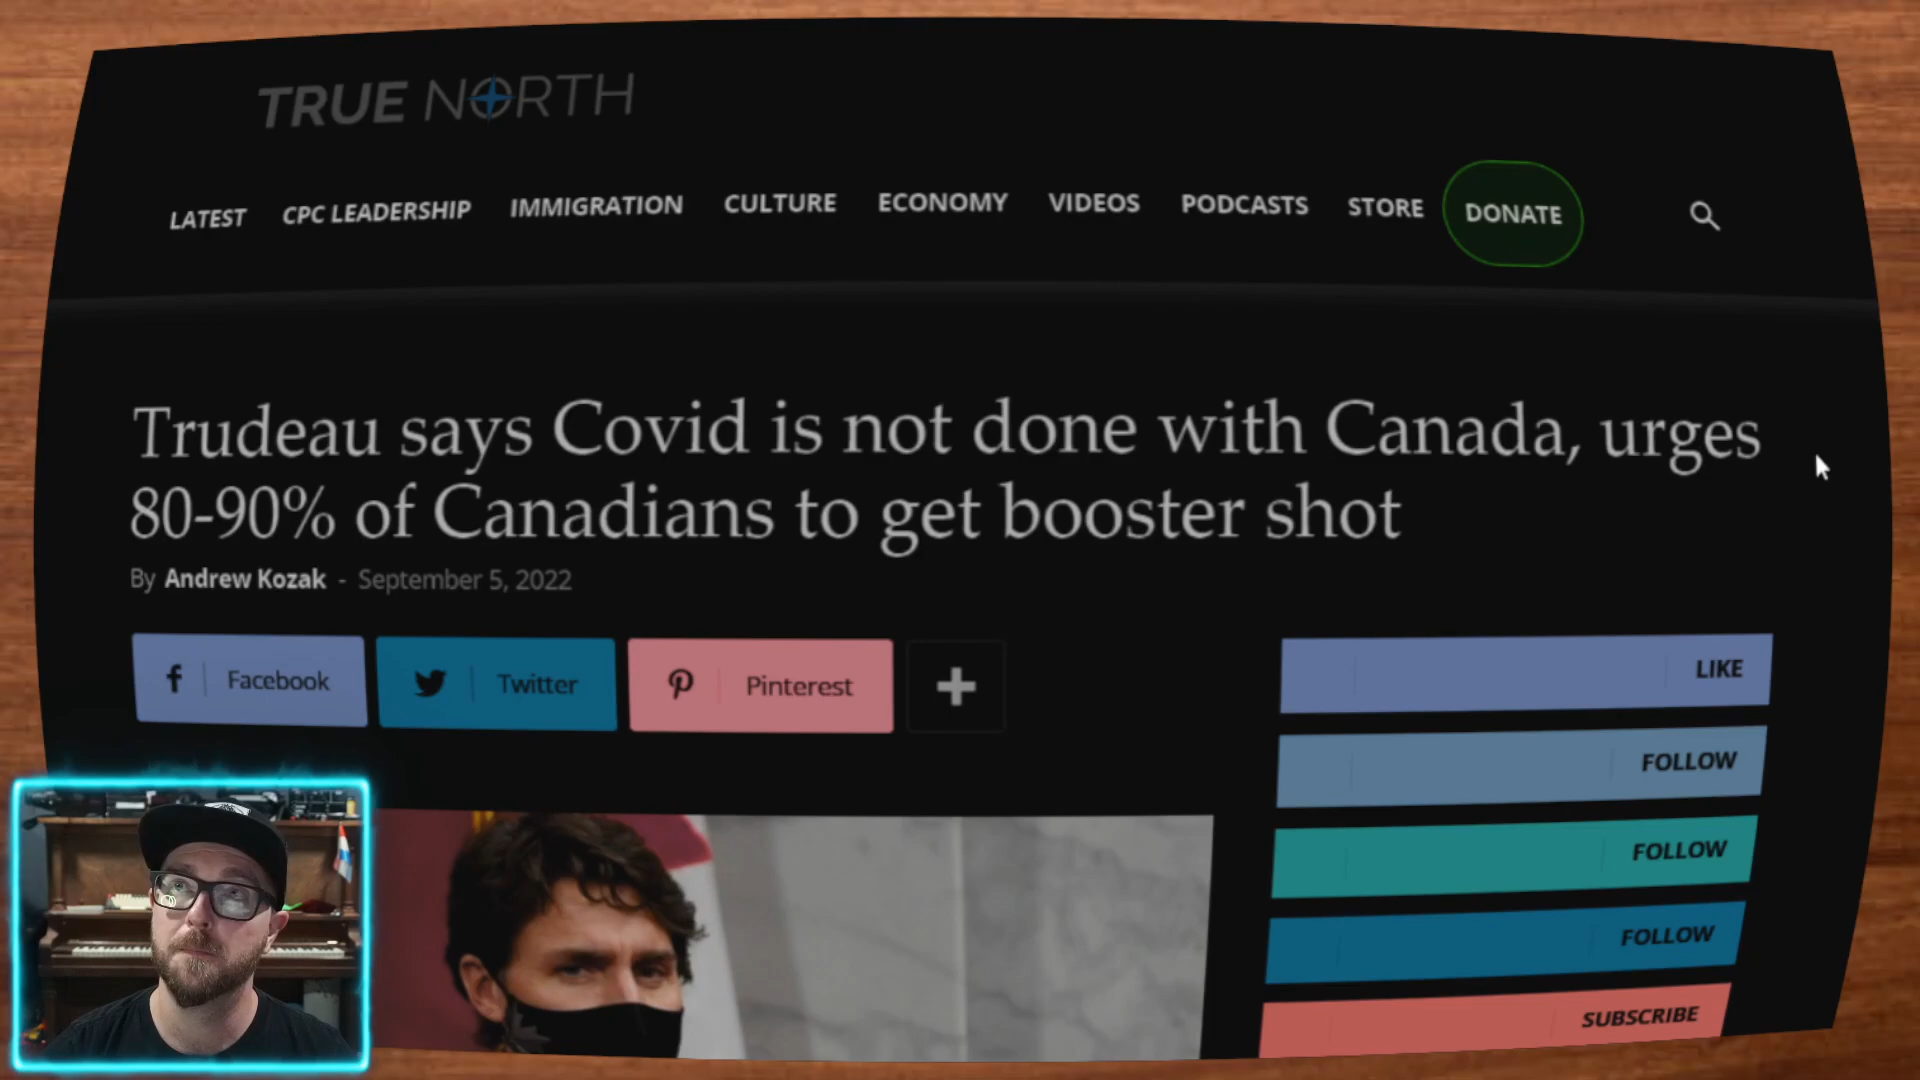 TRUE NORTH
LATEST CPC LEADERSHIP IMMIGRATION CULTURE ECONOMY VIDEOS PODCASTS STORE DONATE
Trudeau says Covid is not done with Canada, urges
80-90% of Canadians to get booster shot
By Andrew Kozak - September 5, 2022
Facebook Twitter Pinterest
LIKE
FOLLOW
FOLLOW
FOLLOW
SUBSCRIBE